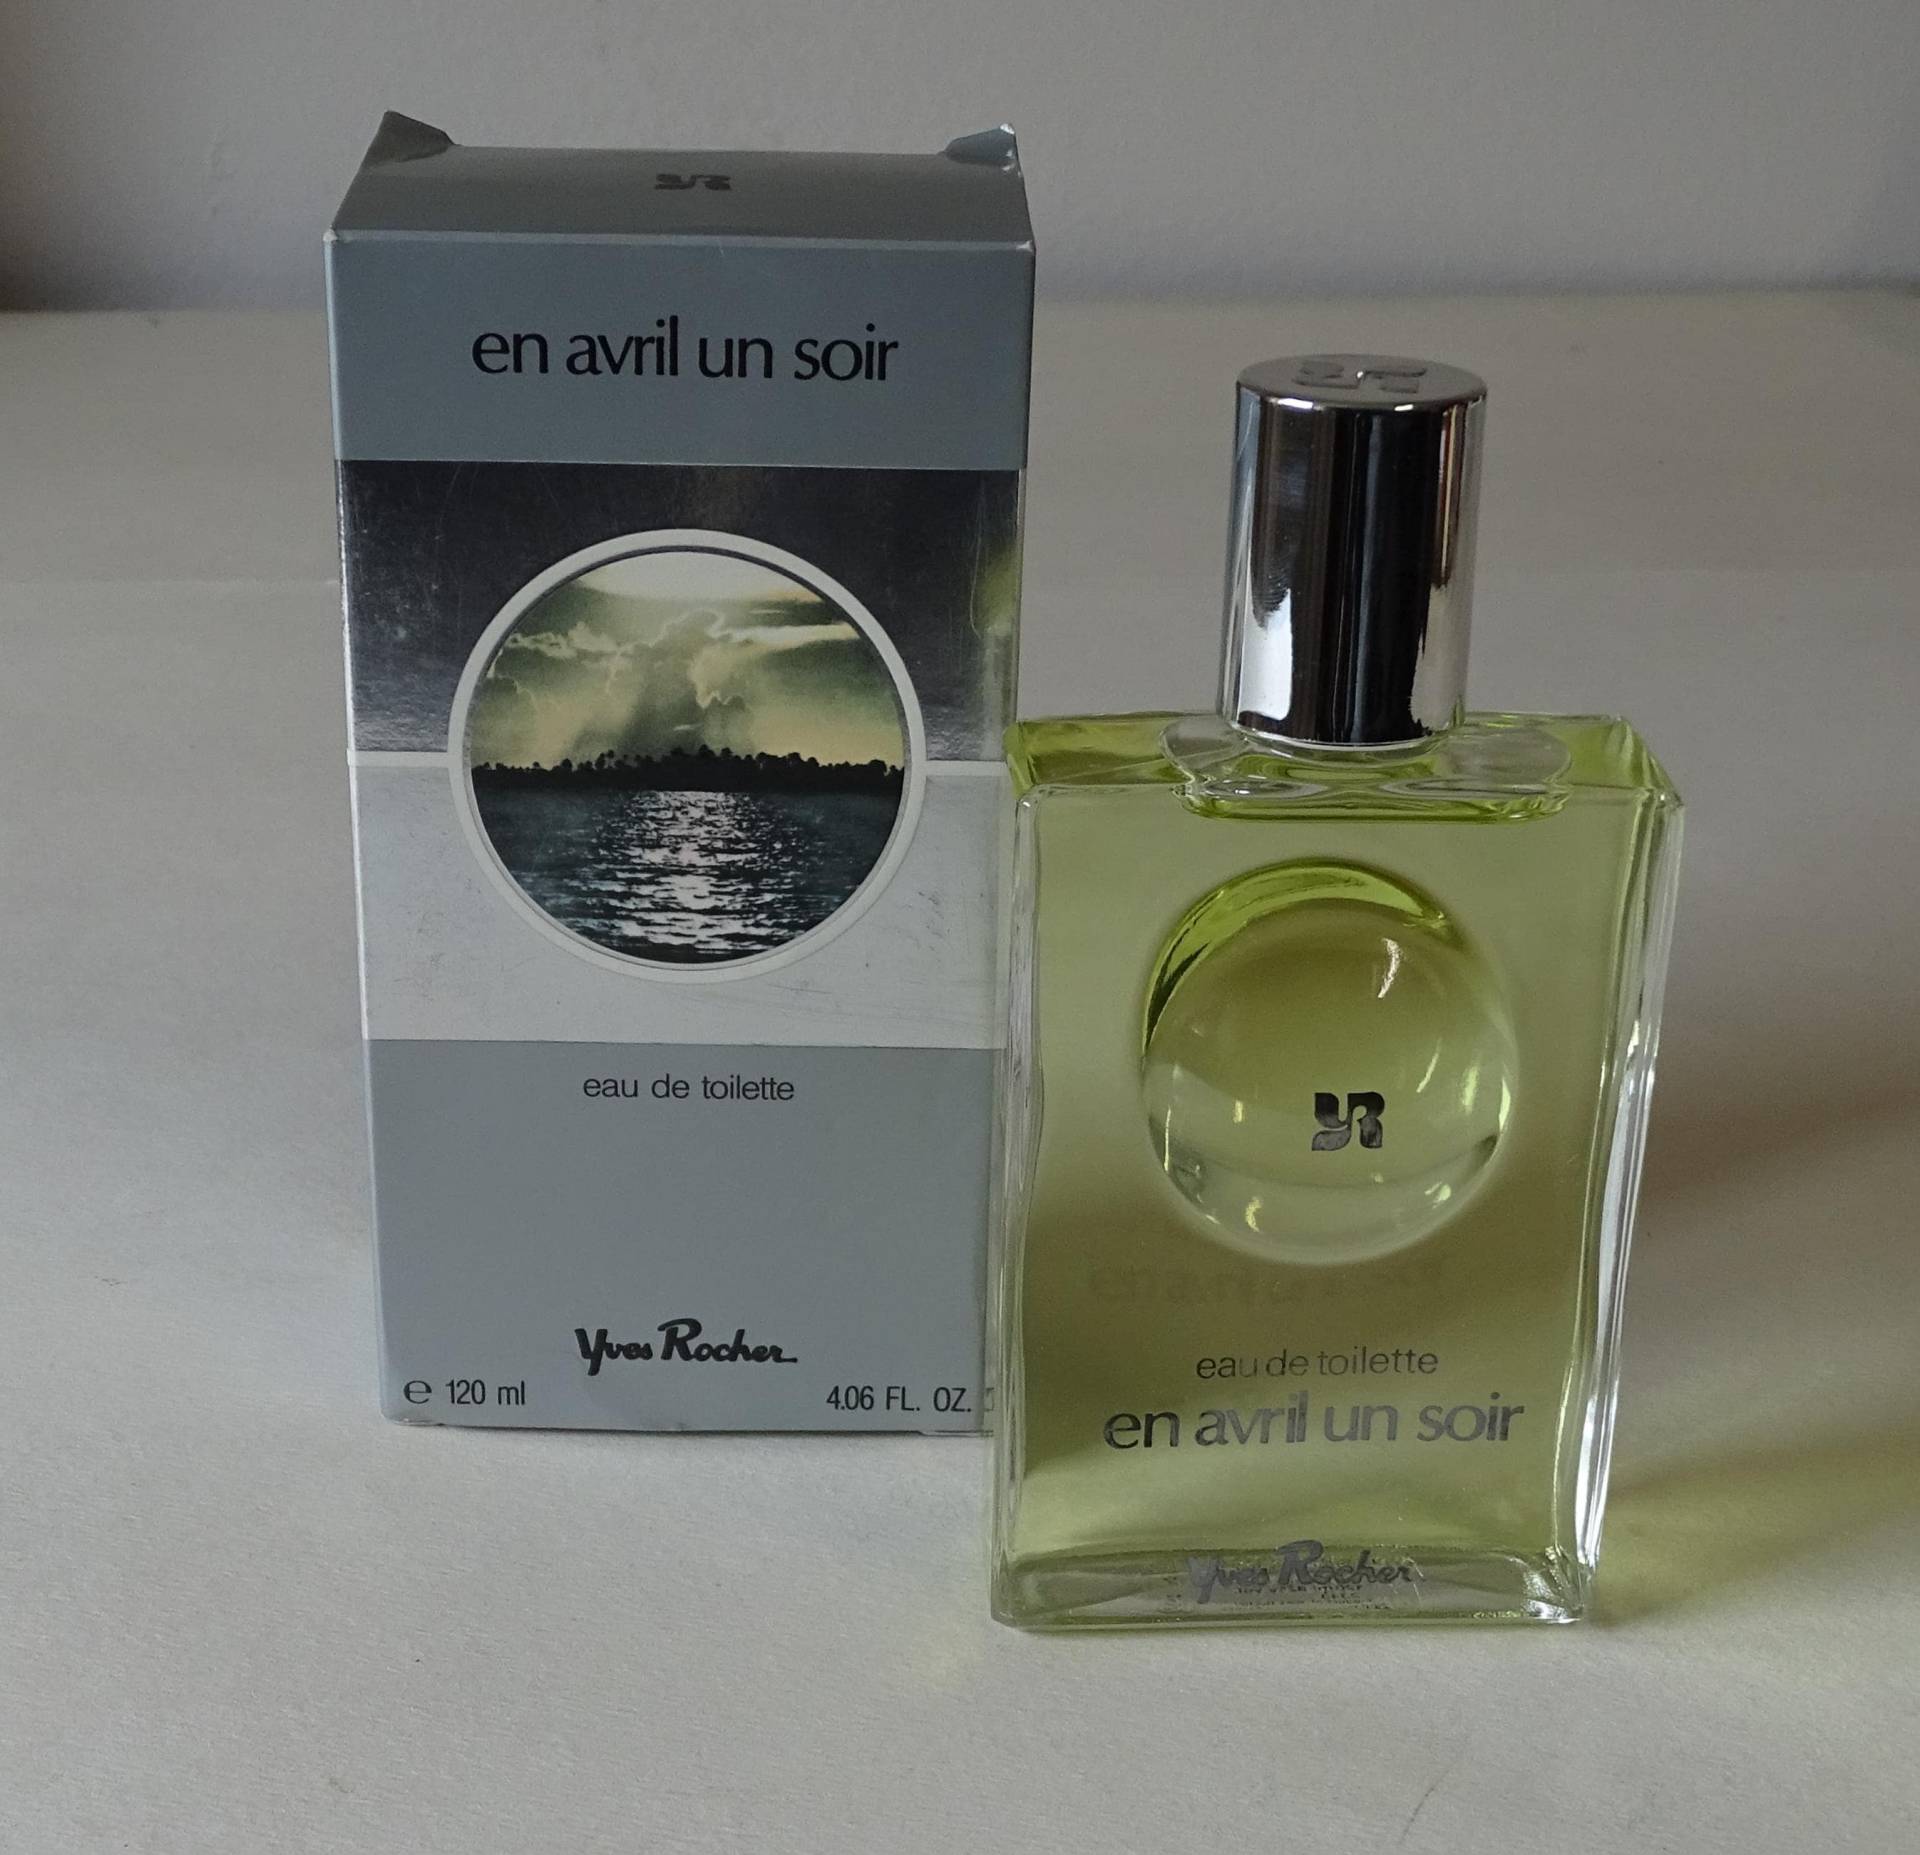 YR
en avril un soir
eau de toilette
Yves Rocher
e 120 ml
4.06 FL. OZ.
YR
YR
eau de toilette
en avril un soir
Yves Rocher